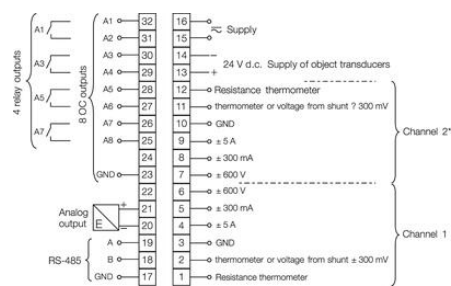 4 relay outputs
A1
A3
A5
A7
8 OC outputs
A1 32
A2 31
A3 30
A4 29
A5 28
A6 27
A7 26
A8 25
24
GND 23
22
Analog output E + 21
− 20
RS-485
A 19
B 18
GND 17
16 Supply
15
14 − 24 V d.c. Supply of object transducers
13 +
12 Resistance thermometer
11 thermometer or voltage from shunt ? 300 mV
10 GND
9 ± 5 A
8 ± 300 mA
7 ± 600 V
Channel 2*
6 ± 600 V
5 ± 300 mA
4 ± 5 A
3 GND
2 thermometer or voltage from shunt ± 300 mV
1 Resistance thermometer
Channel 1